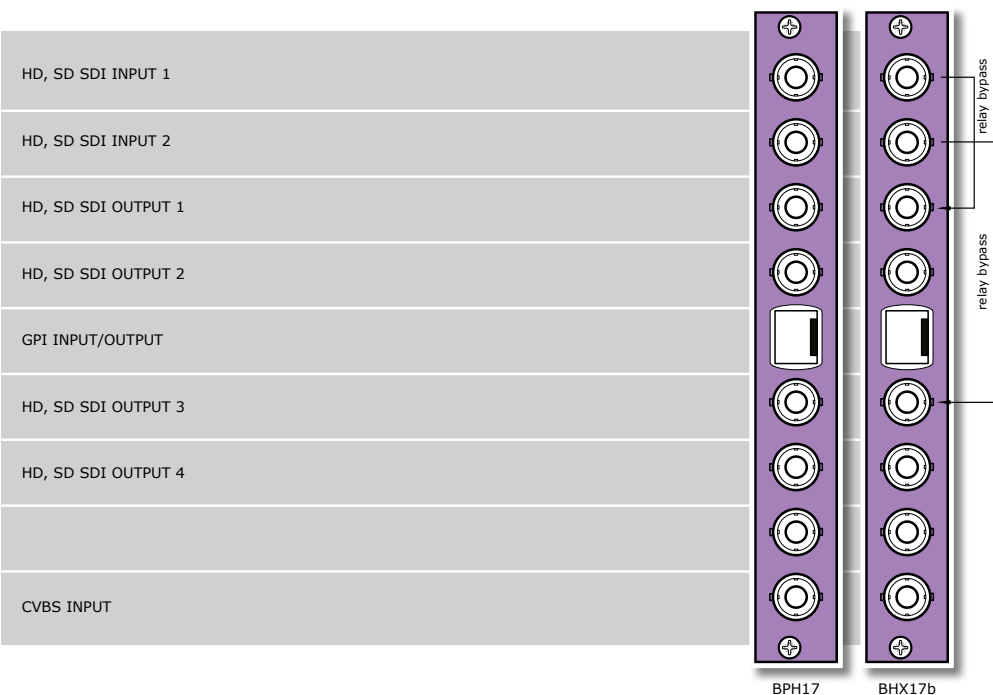 HD, SD SDI INPUT 1
HD, SD SDI INPUT 2
HD, SD SDI OUTPUT 1
HD, SD SDI OUTPUT 2
GPI INPUT/OUTPUT
HD, SD SDI OUTPUT 3
HD, SD SDI OUTPUT 4
CVBS INPUT
relay bypass
relay bypass
BPH17
BHX17b